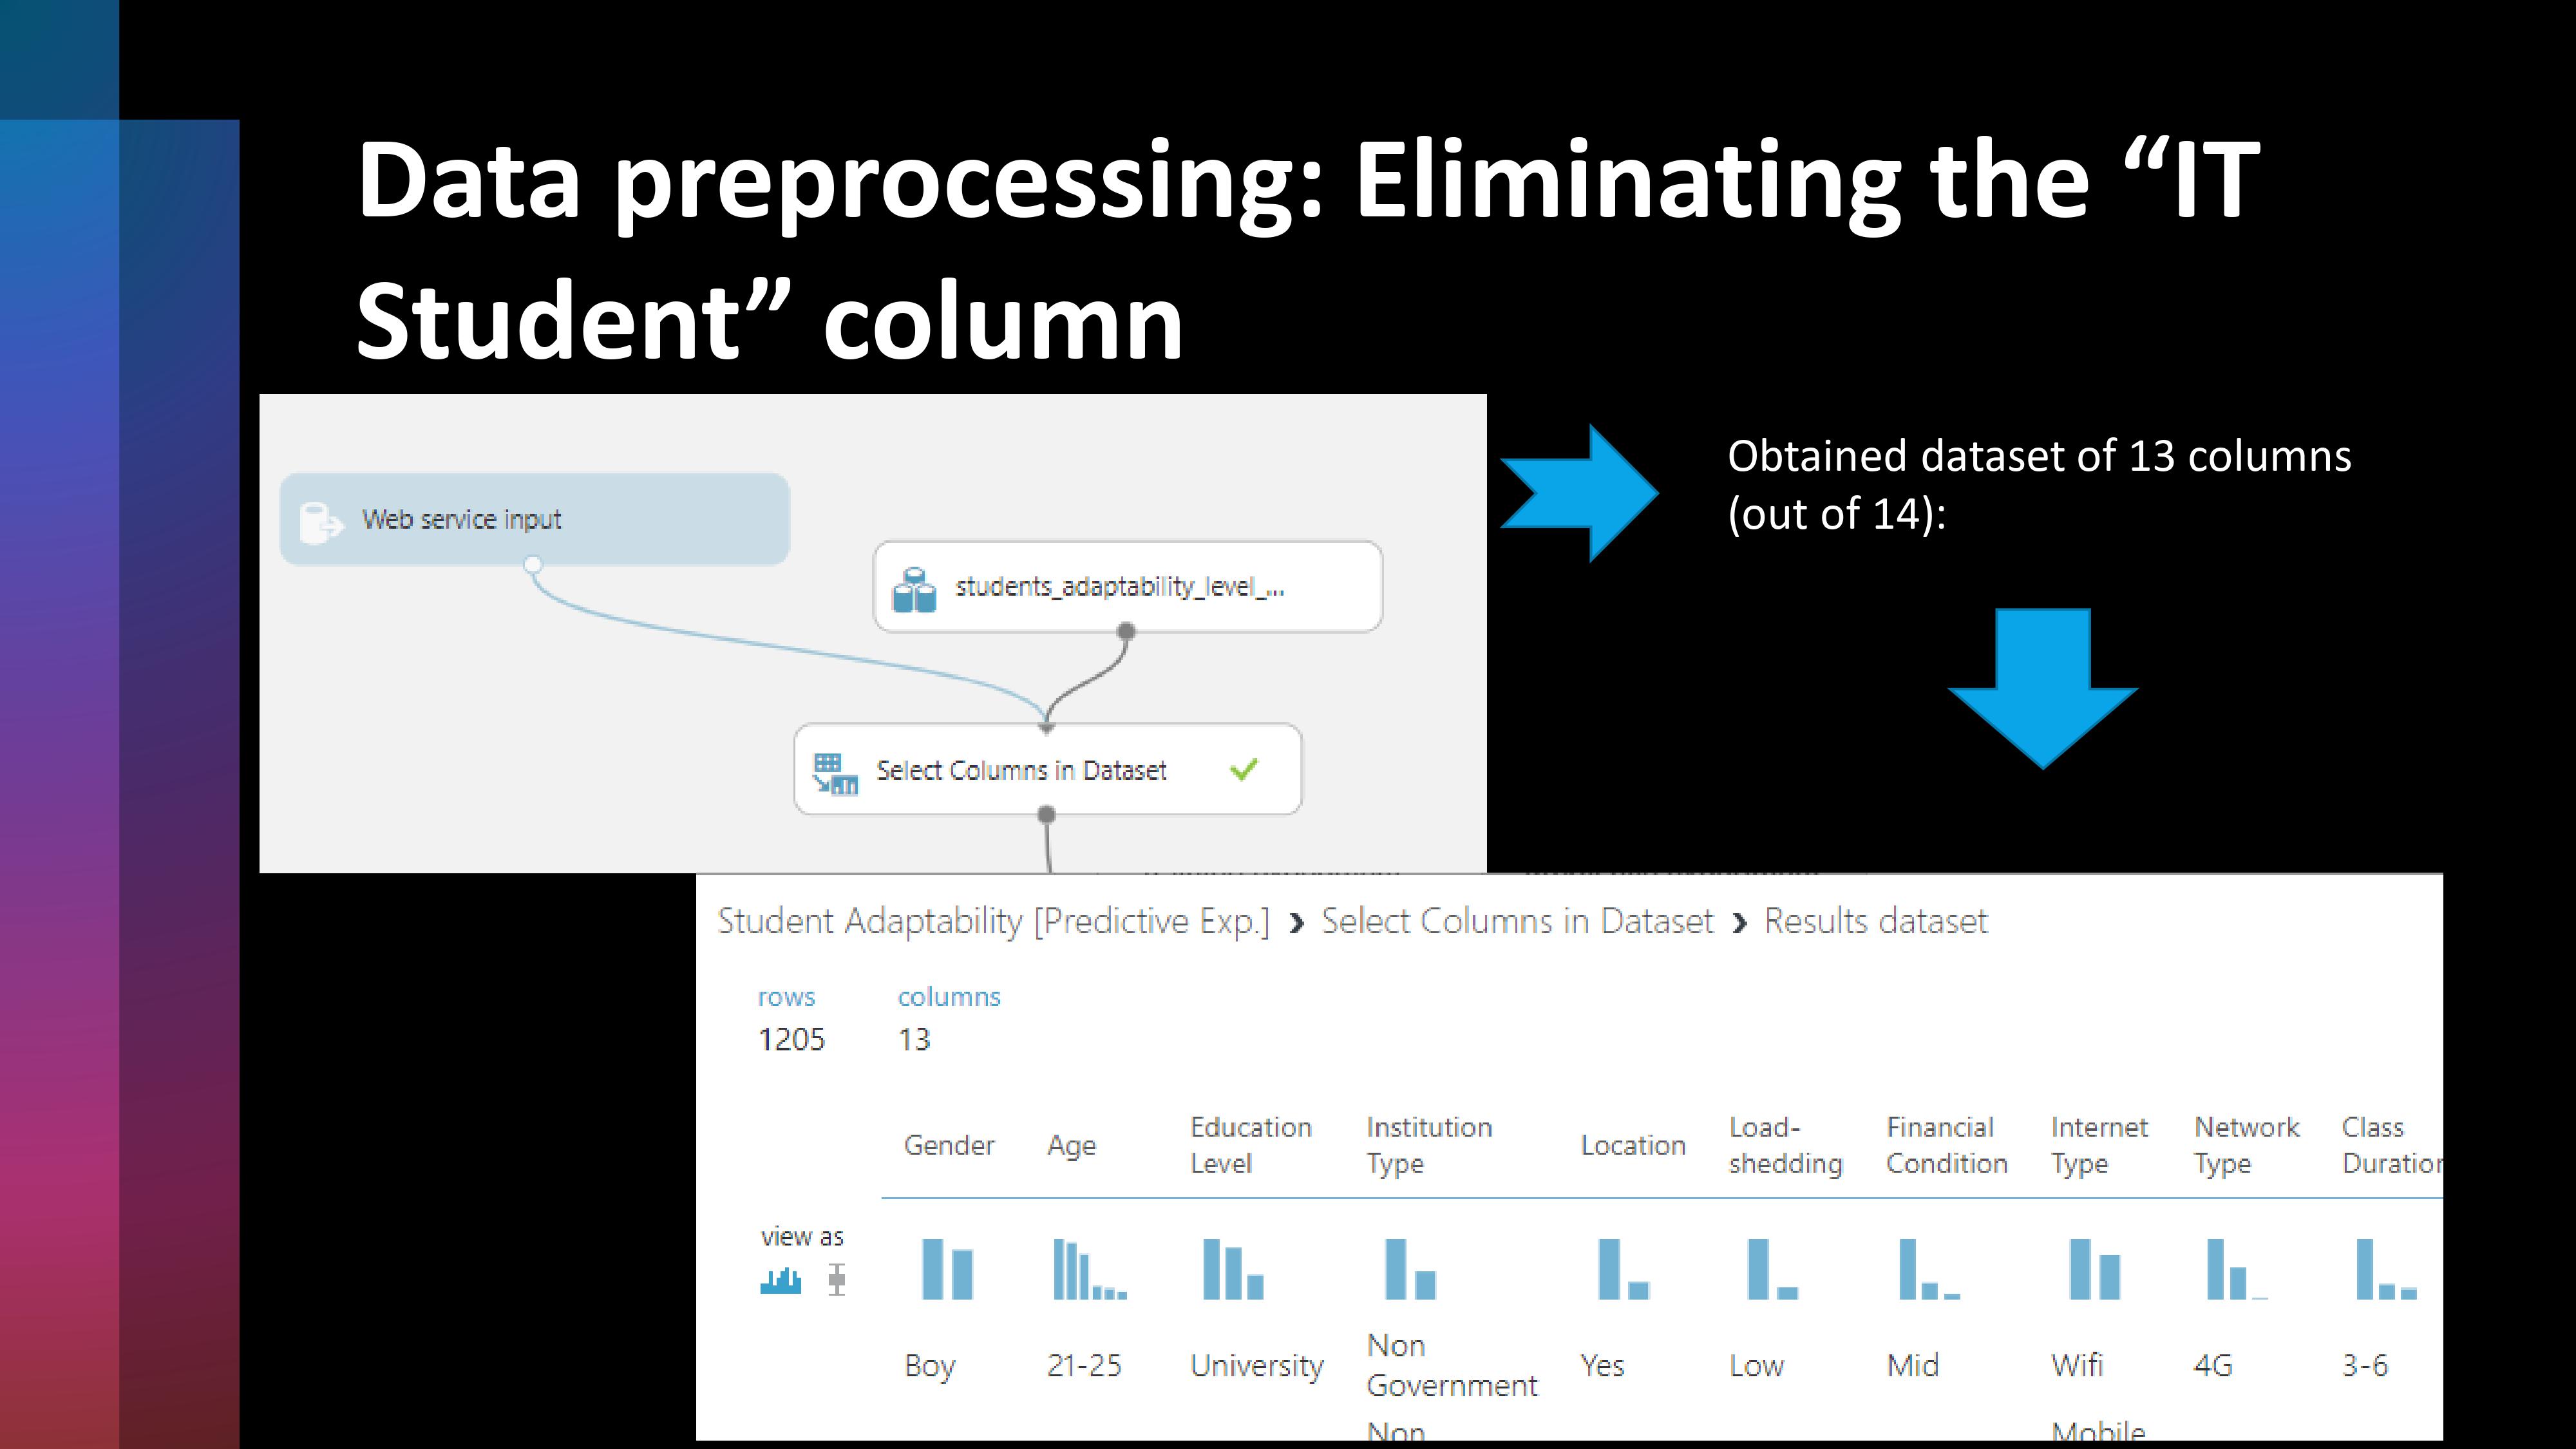 Data preprocessing: Eliminating the “IT
Student” column
Web service input
students_adaptability_level_...
Select Columns in Dataset
Obtained dataset of 13 columns
(out of 14):
Student Adaptability [Predictive Exp.] ❯ Select Columns in Dataset ❯ Results dataset
rows columns
1205 13
Gender Age Education Level Institution Type Location Load-shedding Financial Condition Internet Type Network Type Class Duration
view as
Boy 21-25 University Non Government Yes Low Mid Wifi 4G 3-6
Non Mobile